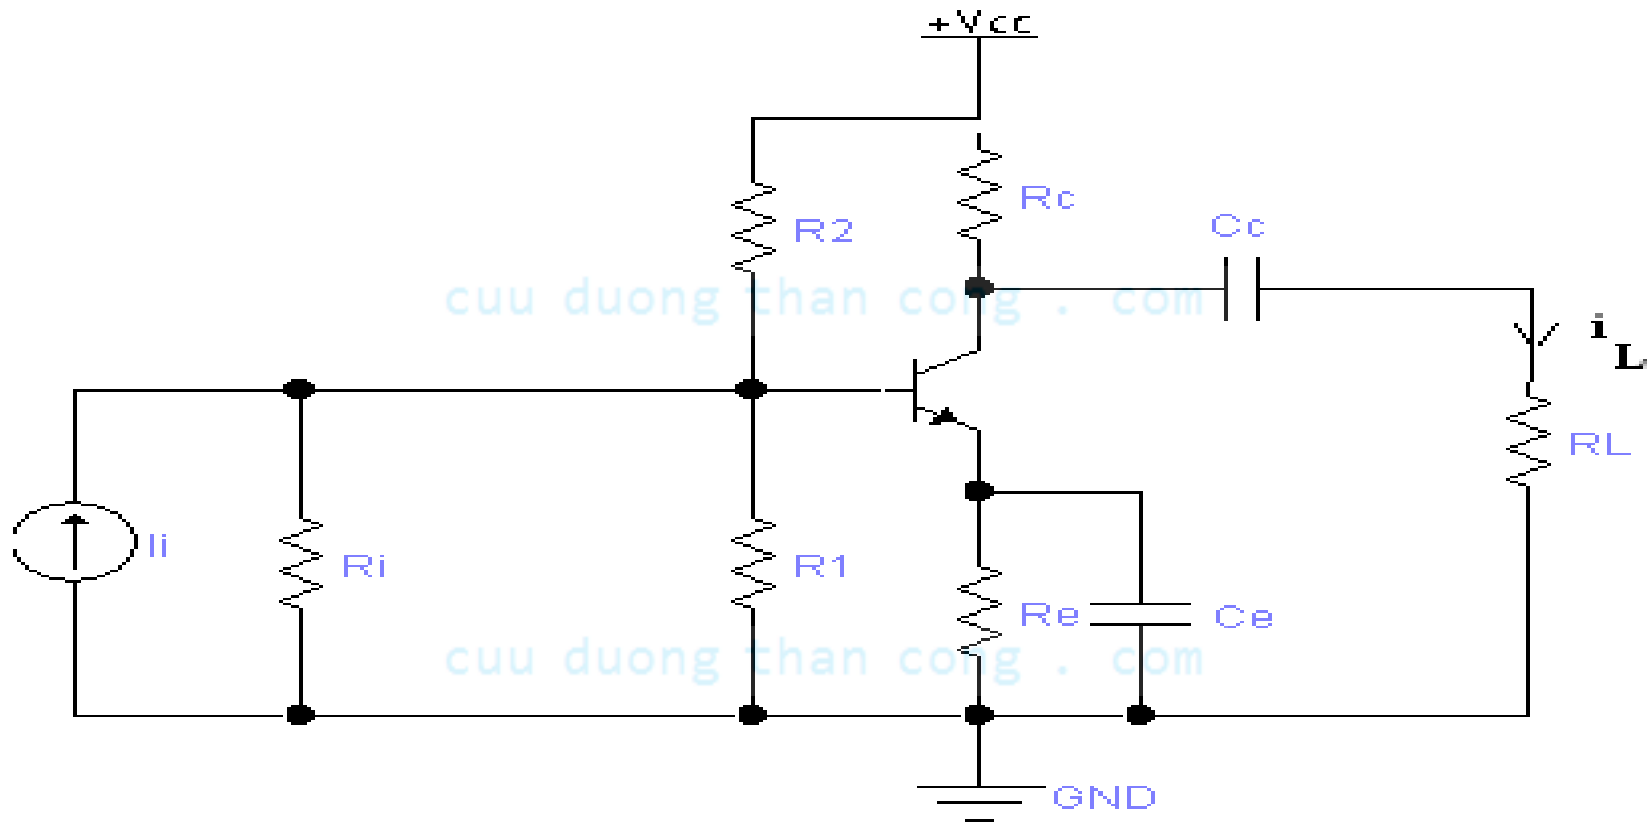 +Vcc
Rc
R2
Cc
cuu duong than cong . com
i
L
RL
Ii
Ri
R1
Re
Ce
cuu duong than cong . com
GND